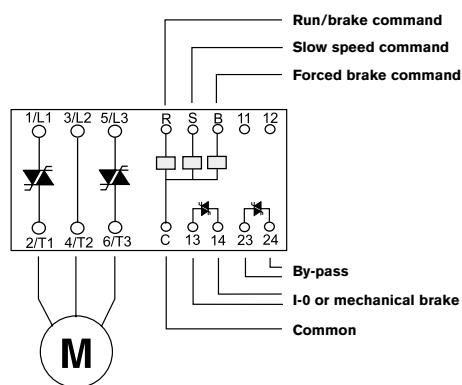 Run/brake command
Slow speed command
Forced brake command
1/L1 3/L2 5/L3 R S B 11 12
2/T1 4/T2 6/T3 C 13 14 23 24
By-pass
I-0 or mechanical brake
Common
M